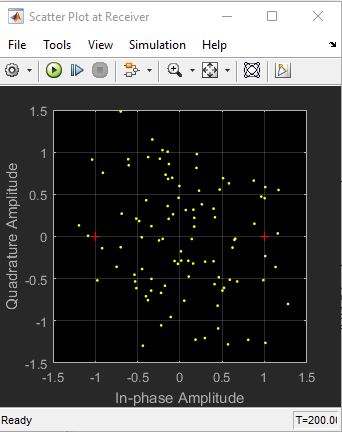 Scatter Plot at Receiver
File Tools View Simulation Help
1.5
1
0.5
0
-0.5
-1
-1.5
Quadrature Amplitude
-1.5 -1 -0.5 0 0.5 1 1.5
In-phase Amplitude
Ready T=200.0